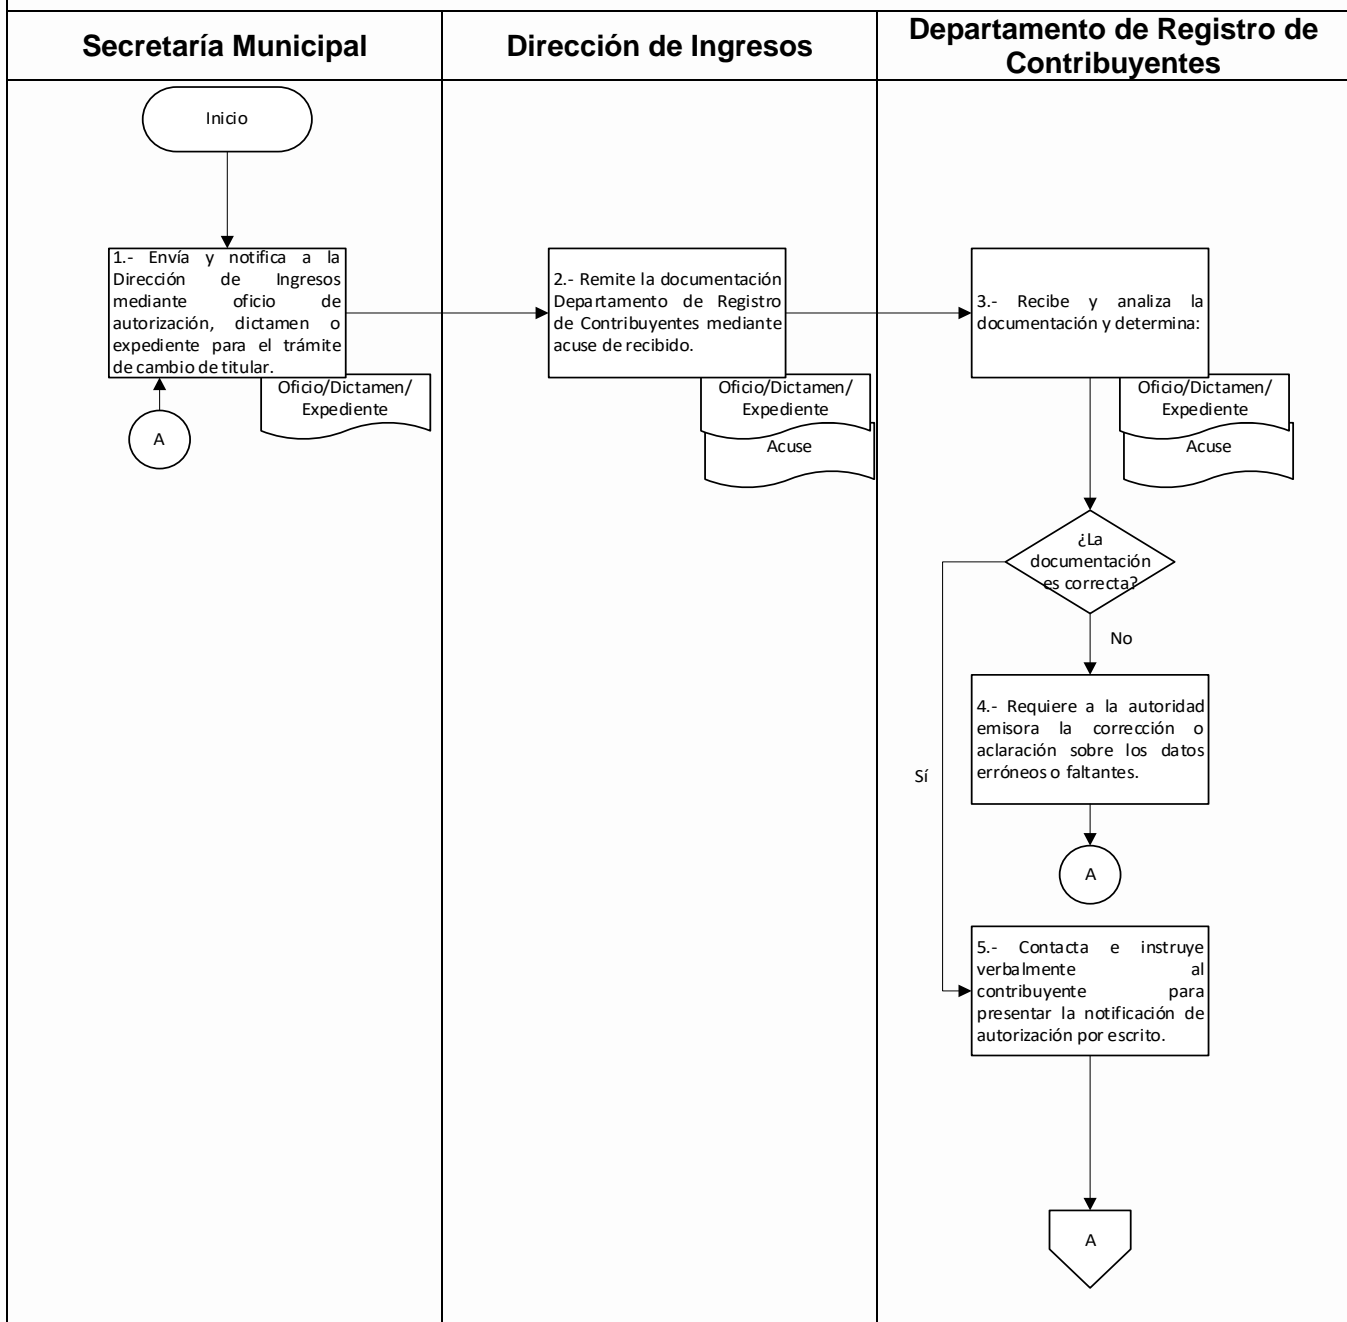 Secretaría Municipal
Dirección de Ingresos
Departamento de Registro de
Contribuyentes
Inicio
1.- Envía y notifica a la
Dirección de Ingresos
mediante oficio de
autorización, dictamen o
expediente para el trámite
de cambio de titular.
Oficio/Dictamen/
Expediente
A
2.- Remite la documentación
Departamento de Registro
de Contribuyentes mediante
acuse de recibido.
Oficio/Dictamen/
Expediente
Acuse
3.- Recibe y analiza la
documentación y determina:
Oficio/Dictamen/
Expediente
Acuse
¿La
documentación
es correcta?
No
Sí
4.- Requiere a la autoridad
emisora la corrección o
aclaración sobre los datos
erróneos o faltantes.
A
5.- Contacta e instruye
verbalmente al
contribuyente para
presentar la notificación de
autorización por escrito.
A